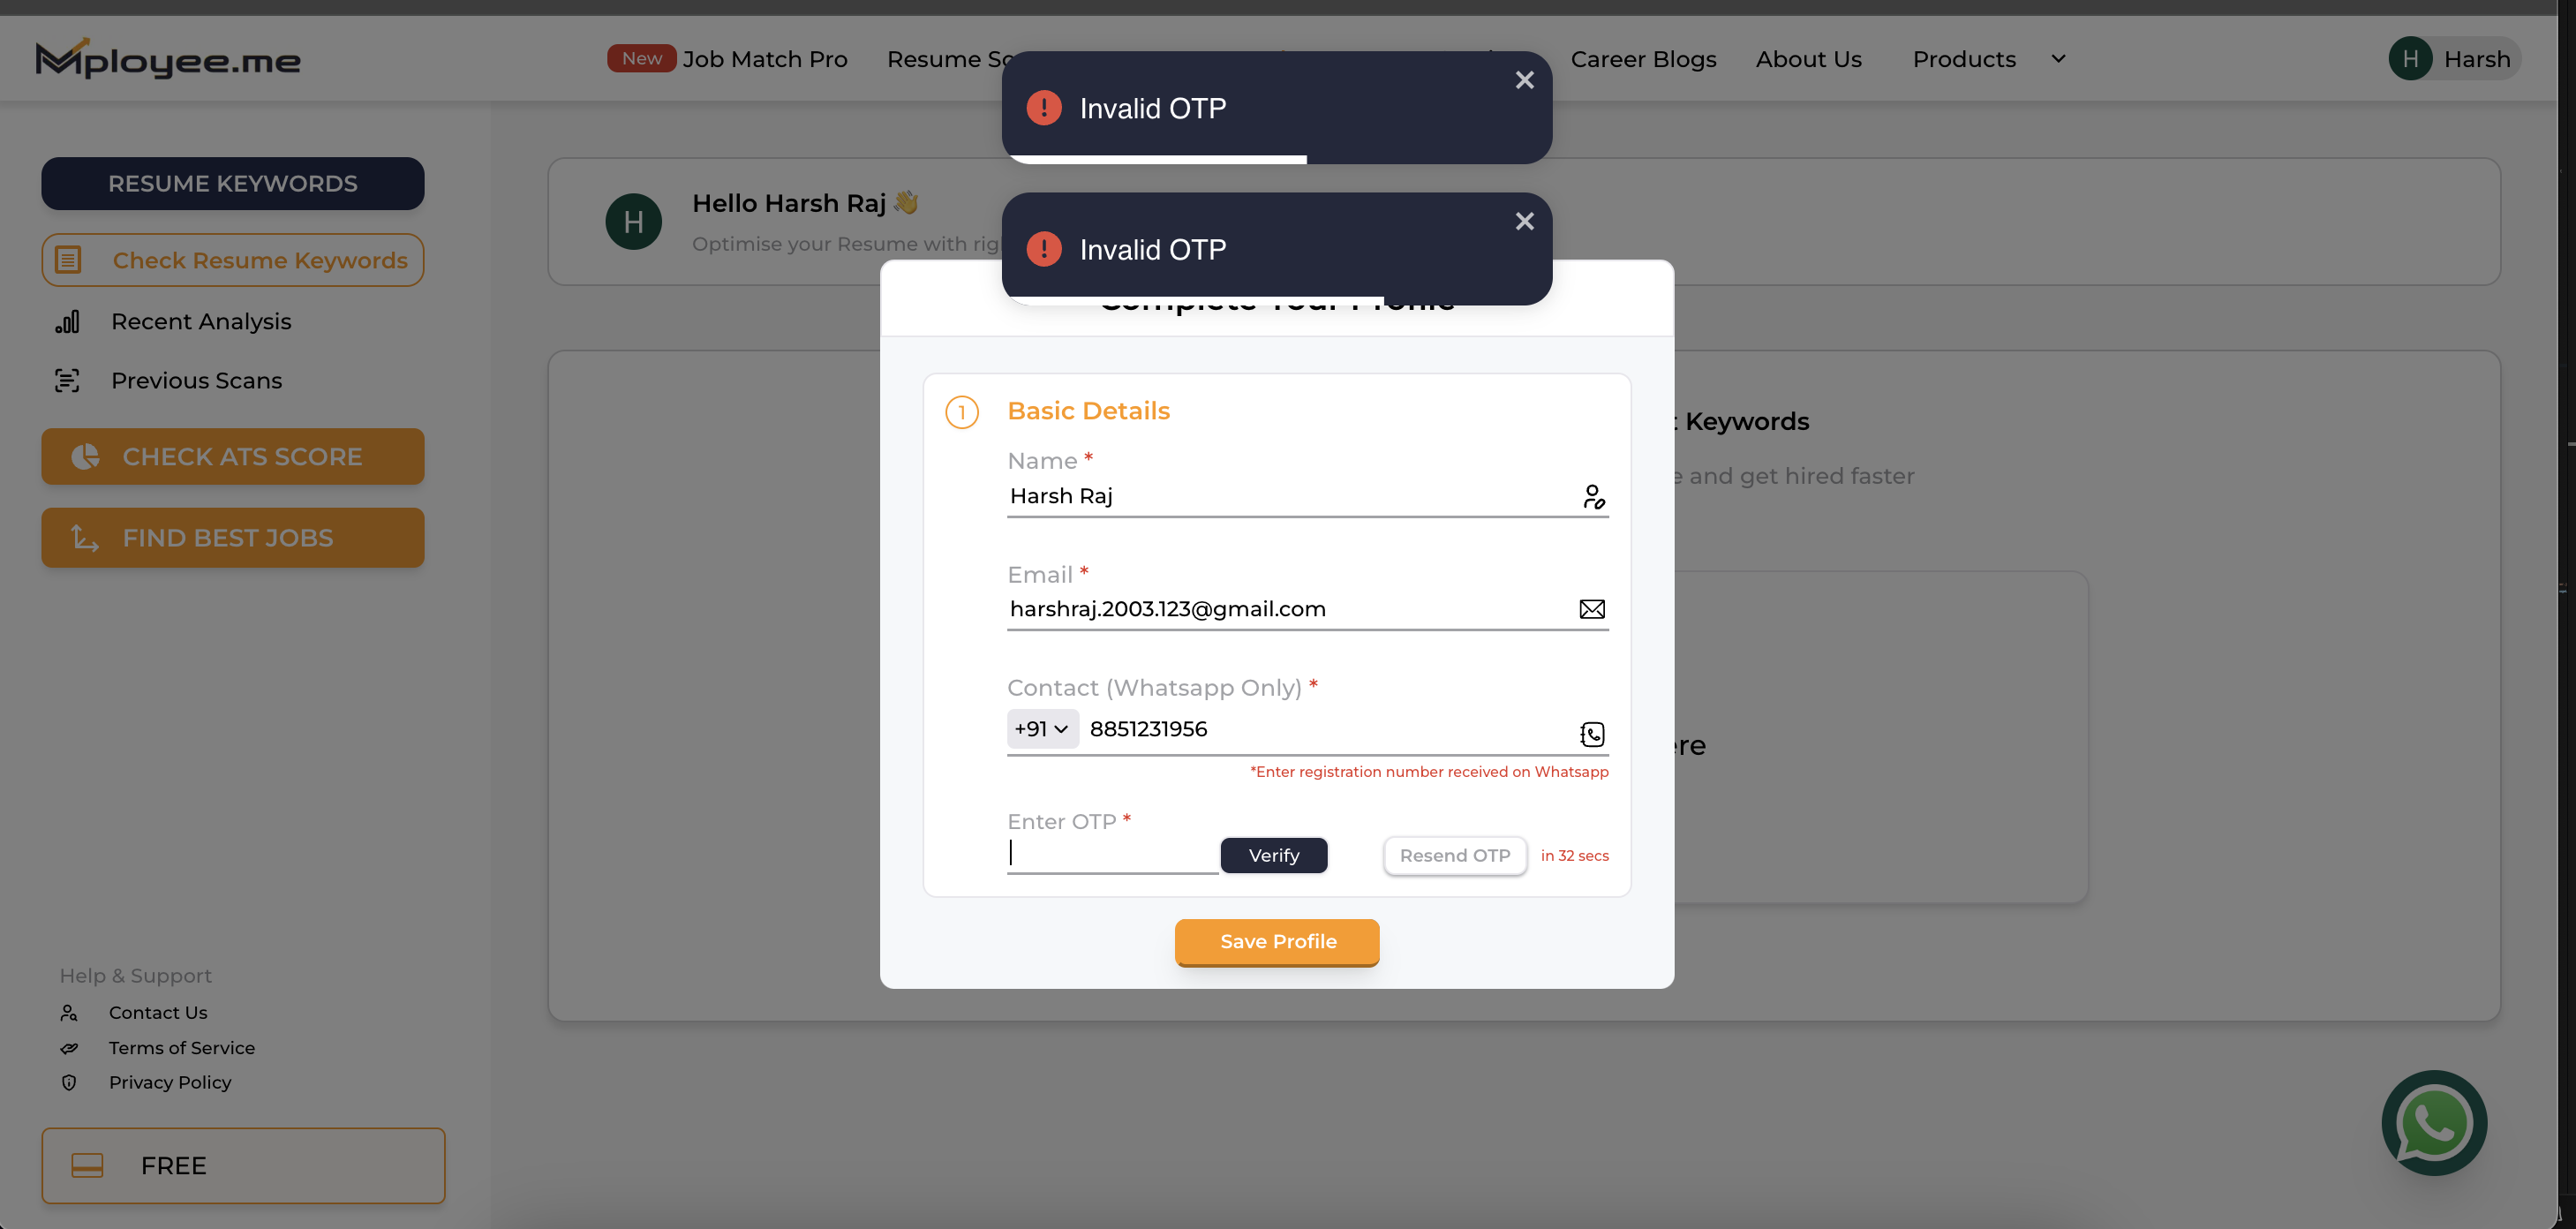 Mployee.me
New Job Match Pro
Career Blogs
About Us
Products
H Harsh
Invalid OTP
Invalid OTP
RESUME KEYWORDS
Check Resume Keywords
Recent Analysis
Previous Scans
CHECK ATS SCORE
FIND BEST JOBS
H
Hello Harsh Raj 👋
Optimise your Resume with
Complete Your Profile
Keywords
and get hired faster
1 Basic Details
Name *
Harsh Raj
Email *
harshraj.2003.123@gmail.com
Contact (Whatsapp Only) *
+91 8851231956
*Enter registration number received on Whatsapp
Enter OTP *
Verify
Resend OTP
in 32 secs
Save Profile
Help & Support
Contact Us
Terms of Service
Privacy Policy
FREE